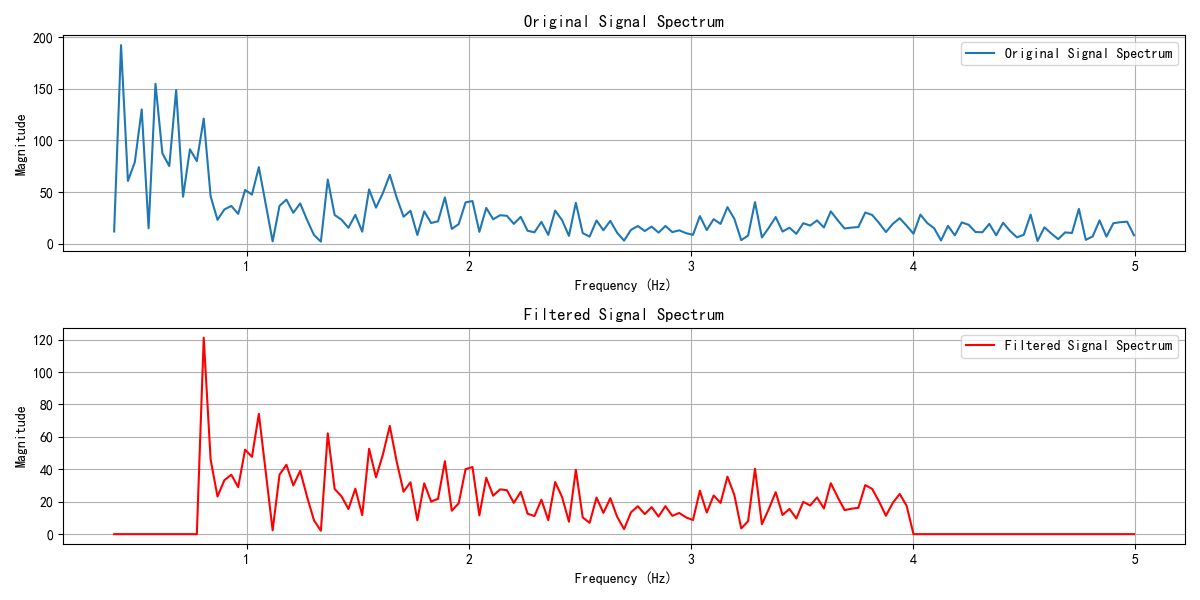 Original Signal Spectrum
200
150
100
50
0
Magnitude
Original Signal Spectrum
1 2 3 4 5
Frequency (Hz)
Filtered Signal Spectrum
120
100
80
60
40
20
0
Magnitude
Filtered Signal Spectrum
1 2 3 4 5
Frequency (Hz)